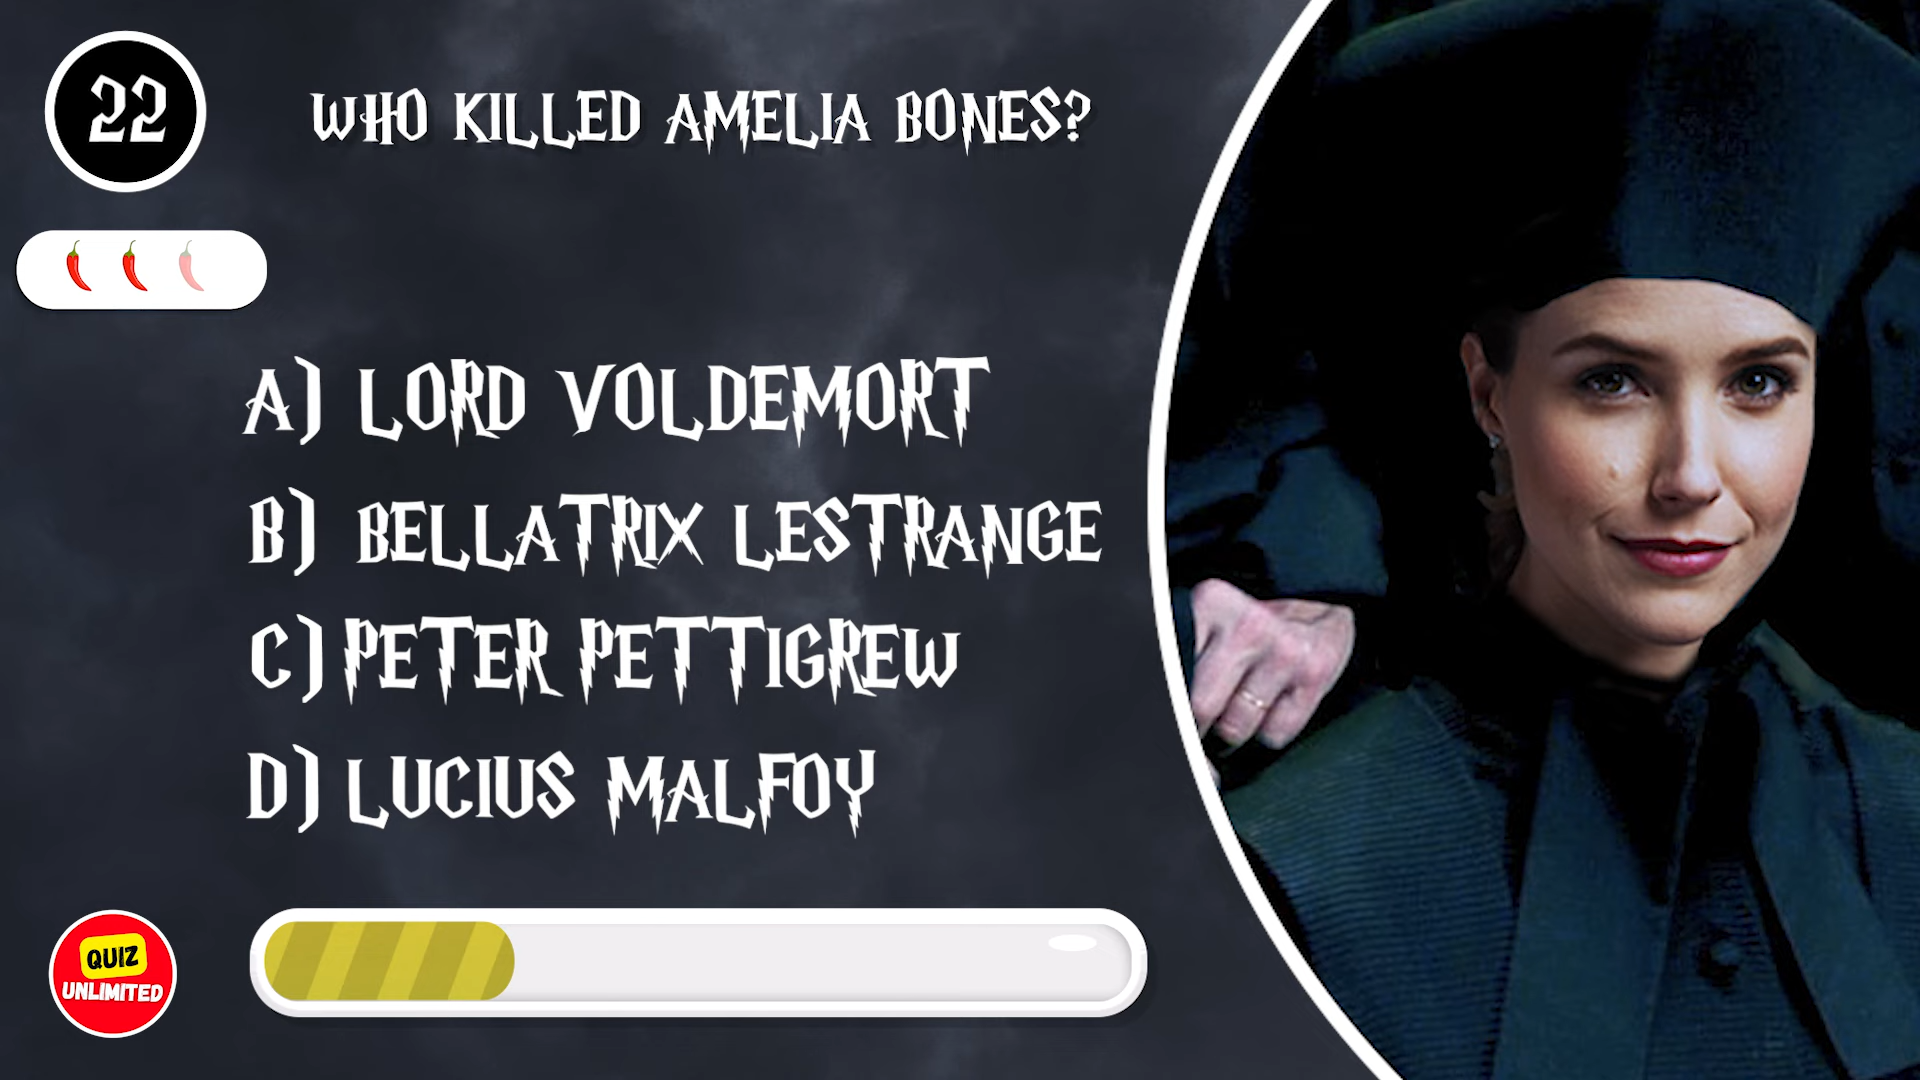 22
WHO KILLED AMELIA BONES?
A) LORD VOLDEMORT
B) BELLATRIX LESTRANGE
C) PETER PETTIGREW
D) LUCIUS MALFOY
QUIZ
UNLIMITED